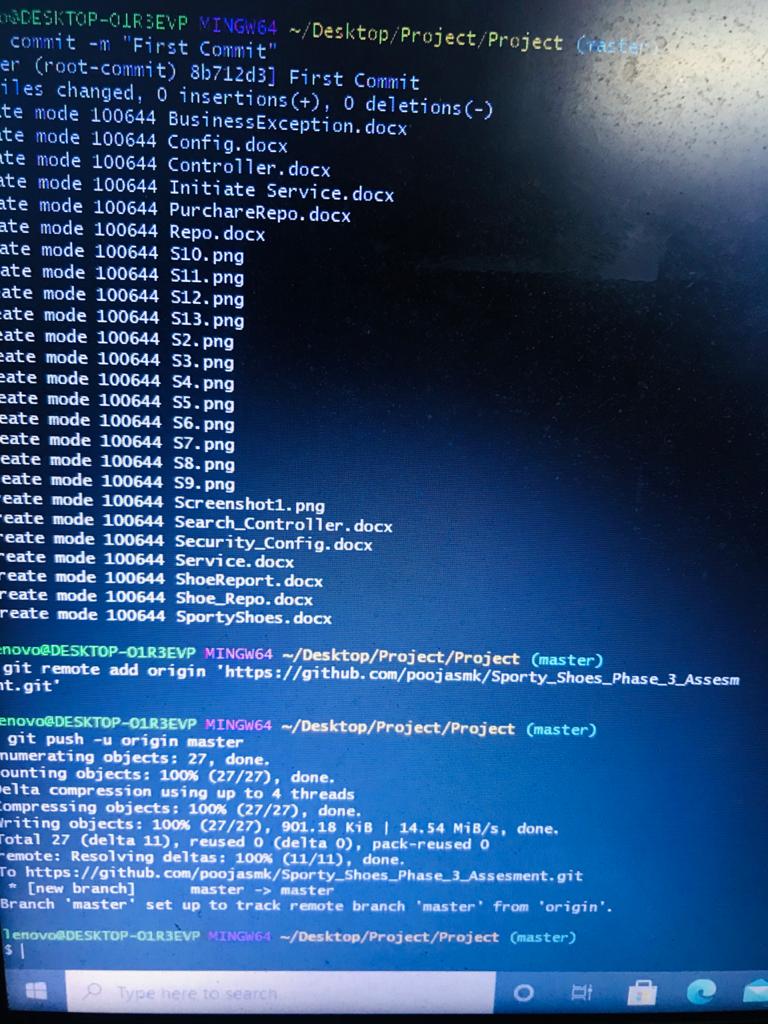 @DESKTOP-O1R3EVP MINGW64 ~/Desktop/Project/Project (master)
commit -m "First Commit"
er (root-commit) 8b712d3] First Commit
iles changed, 0 insertions(+), 0 deletions(-)
ate mode 100644 BusinessException.docx
ate mode 100644 Config.docx
ate mode 100644 Controller.docx
ate mode 100644 Initiate Service.docx
ate mode 100644 PurchareRepo.docx
ate mode 100644 Repo.docx
ate mode 100644 S10.png
ate mode 100644 S11.png
ate mode 100644 S12.png
ate mode 100644 S13.png
eate mode 100644 S2.png
eate mode 100644 S3.png
eate mode 100644 S4.png
eate mode 100644 S5.png
eate mode 100644 S6.png
eate mode 100644 S7.png
eate mode 100644 S8.png
eate mode 100644 S9.png
reate mode 100644 Screenshot1.png
reate mode 100644 Search_Controller.docx
reate mode 100644 Security_Config.docx
reate mode 100644 Service.docx
reate mode 100644 ShoeReport.docx
reate mode 100644 Shoe_Repo.docx
reate mode 100644 SportyShoes.docx
enovo@DESKTOP-O1R3EVP MINGW64 ~/Desktop/Project/Project (master)
git remote add origin 'https://github.com/poojasmk/Sporty_Shoes_Phase_3_Assesm
nt.git'
enovo@DESKTOP-O1R3EVP MINGW64 ~/Desktop/Project/Project (master)
git push -u origin master
numerating objects: 27, done.
ounting objects: 100% (27/27), done.
elta compression using up to 4 threads
ompressing objects: 100% (27/27), done.
Writing objects: 100% (27/27), 901.18 KiB | 14.54 MiB/s, done.
Total 27 (delta 11), reused 0 (delta 0), pack-reused 0
remote: Resolving deltas: 100% (11/11), done.
To https://github.com/poojasmk/Sporty_Shoes_Phase_3_Assesment.git
* [new branch] master -> master
Branch 'master' set up to track remote branch 'master' from 'origin'.
lenovo@DESKTOP-O1R3EVP MINGW64 ~/Desktop/Project/Project (master)
$
Type here to search